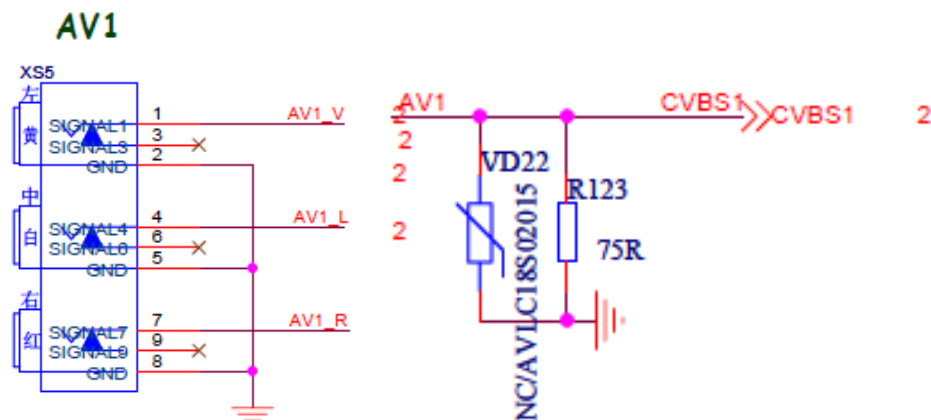 AV1
XS5
左
黄
SIGNAL1
1
AV1_V
SIGNAL3
3
GND
2
中
白
SIGNAL4
4
AV1_L
SIGNAL6
6
GND
5
右
红
SIGNAL7
7
AV1_R
SIGNAL9
9
GND
8
2
AV1
CVBS1
CVBS1
2
2
2
2
VD22
NC/AVLC18S02015
R123
75R